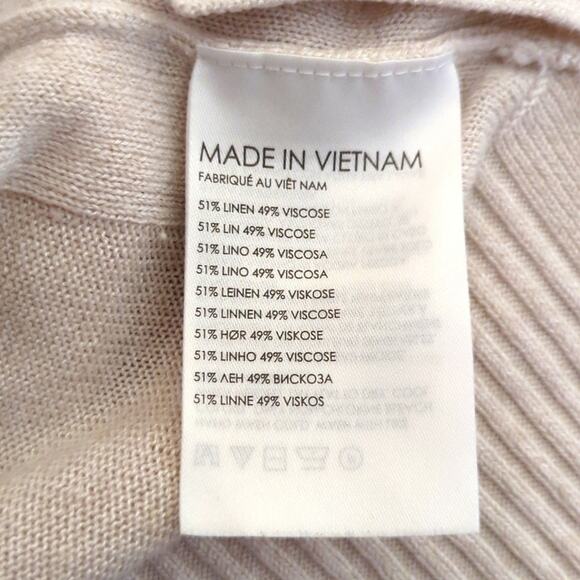 MADE IN VIETNAM
FABRIQUÉ AU VIÊT NAM
51% LINEN 49% VISCOSE
51% LIN 49% VISCOSE
51% LINO 49% VISCOSA
51% LINO 49% VISCOSA
51% LEINEN 49% VISKOSE
51% LINNEN 49% VISCOSE
51% HØR 49% VISKOSE
51% LINHO 49% VISCOSE
51% ΛЕН 49% ВИСКОЗА
51% LINNE 49% VISKOS